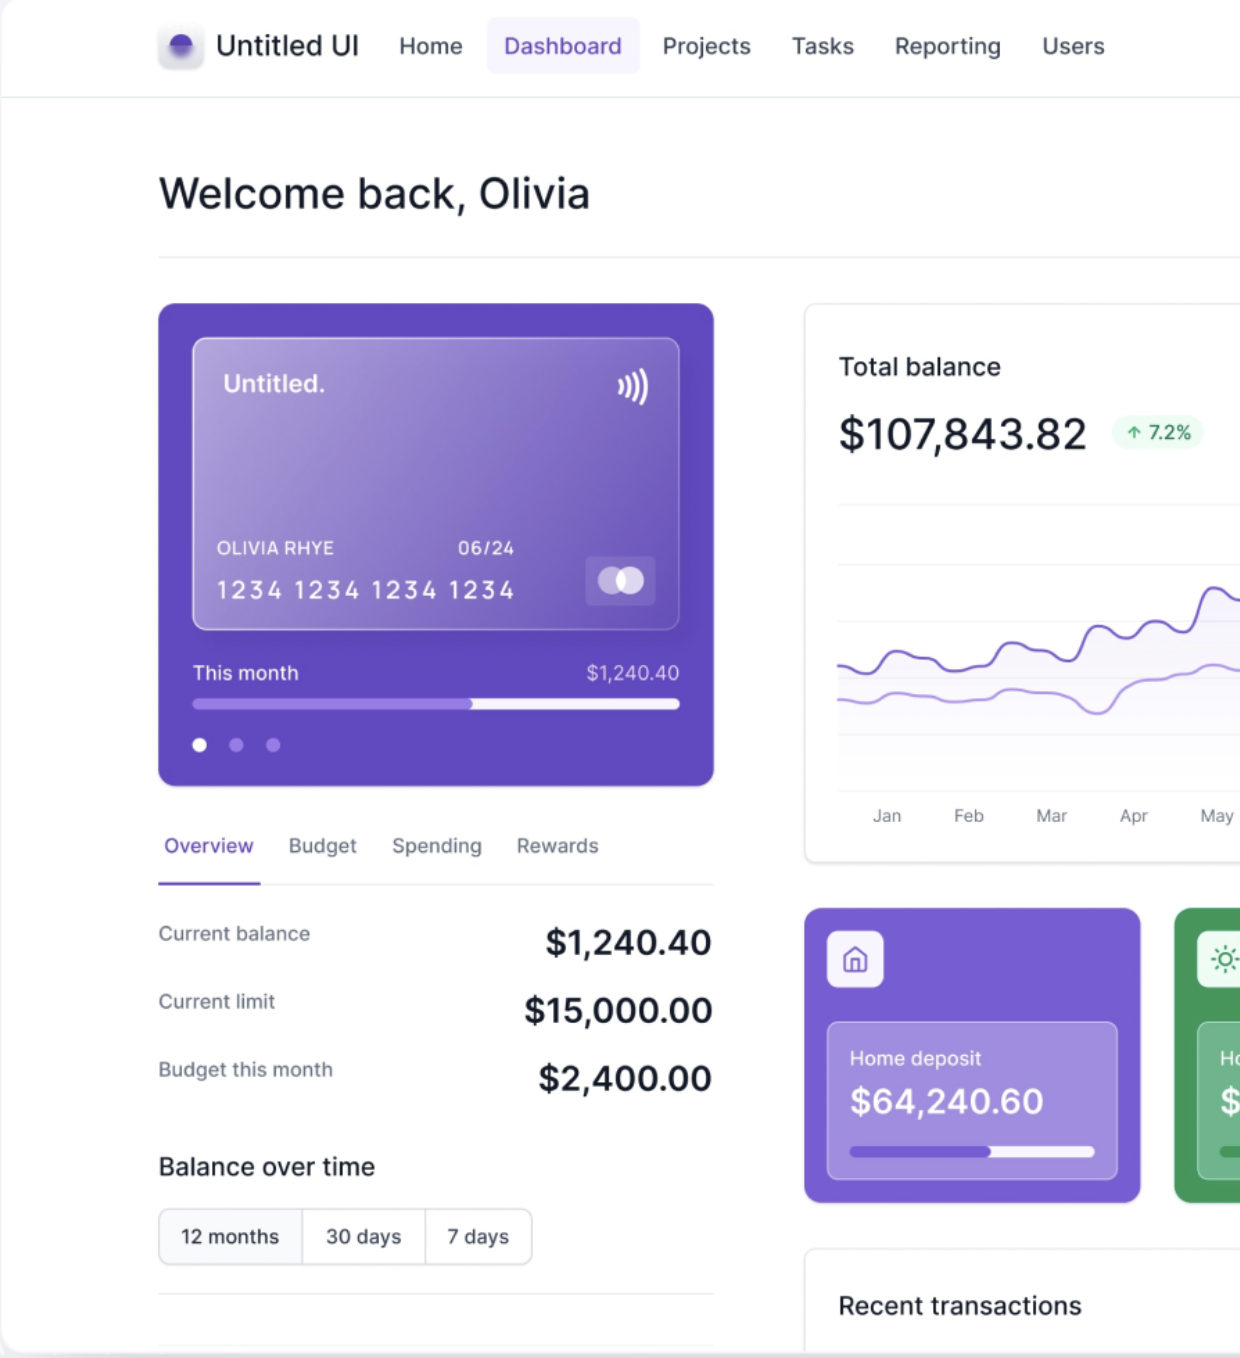 Untitled UI Home Dashboard Projects Tasks Reporting Users
Welcome back, Olivia
Untitled.
OLIVIA RHYE 06/24
1234 1234 1234 1234
This month $1,240.40
Overview Budget Spending Rewards
Current balance $1,240.40
Current limit $15,000.00
Budget this month $2,400.00
Balance over time
12 months 30 days 7 days
Total balance
$107,843.82 7.2%
Jan Feb Mar Apr May
Home deposit
$64,240.60
$
Recent transactions